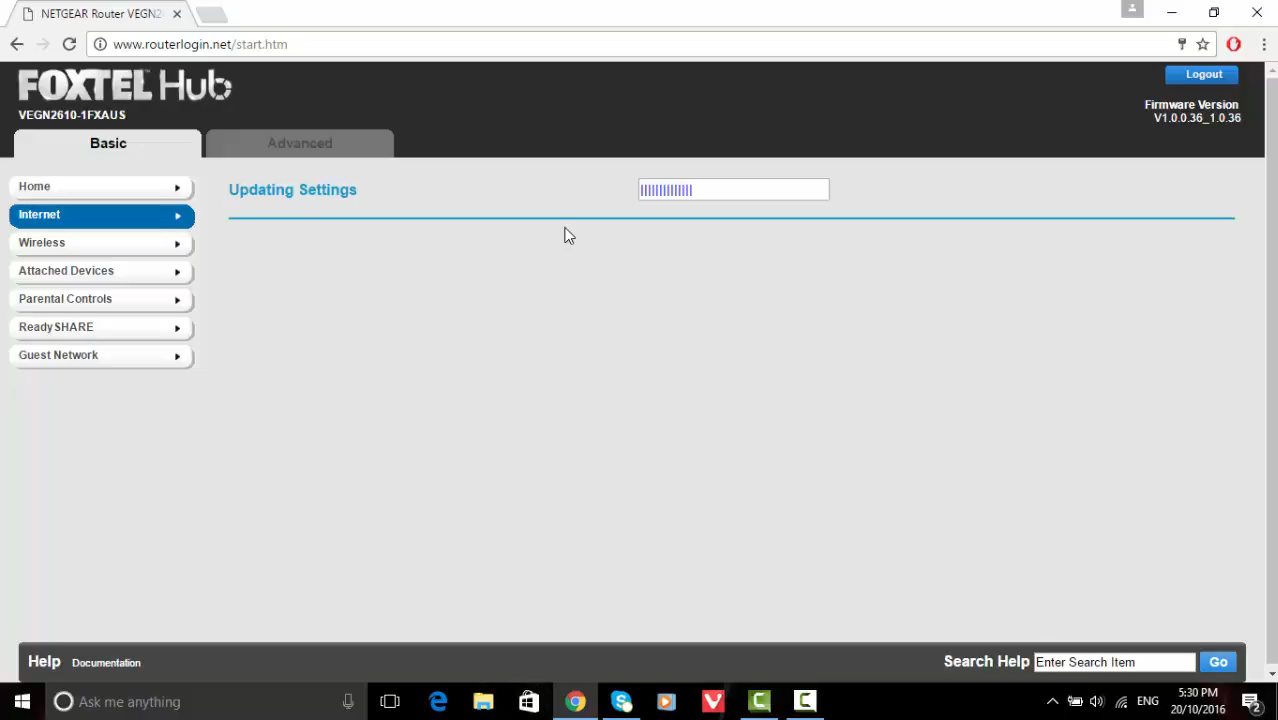 NETGEAR Router VEGN2
www.routerlogin.net/start.htm
FOXTEL Hub
VEGN2610-1FXAUS
Logout
Firmware Version
V1.0.0.36_1.0.36
Basic
Advanced
Home
Internet
Wireless
Attached Devices
Parental Controls
ReadySHARE
Guest Network
Updating Settings
||||||||||||||
Help Documentation
Search Help Enter Search Item Go
Ask me anything
ENG
5:30 PM
20/10/2016
2